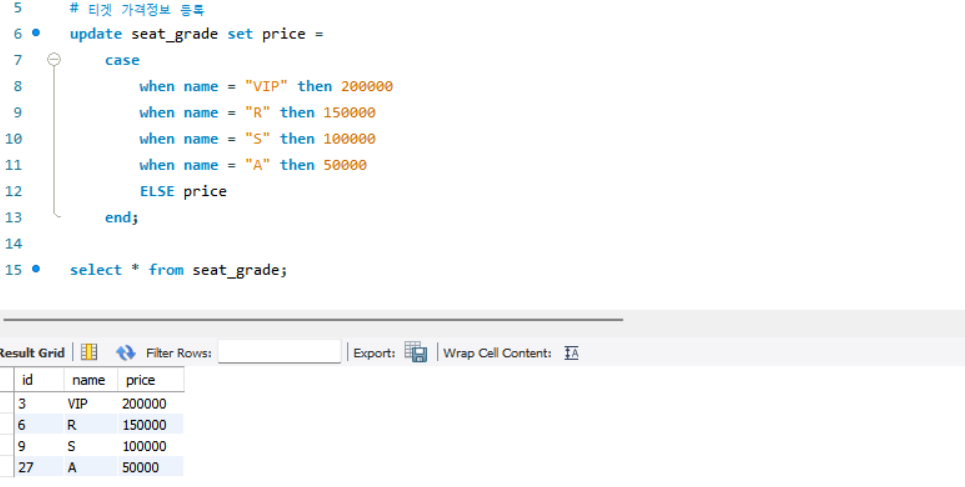 5 # 티겟 가격정보 등록
6 update seat_grade set price =
7 case
8 when name = "VIP" then 200000
9 when name = "R" then 150000
10 when name = "S" then 100000
11 when name = "A" then 50000
12 ELSE price
13 end;
14
15 select * from seat_grade;
Result Grid Filter Rows: Export: Wrap Cell Content: IA
id name price
3 VIP 200000
6 R 150000
9 S 100000
27 A 50000